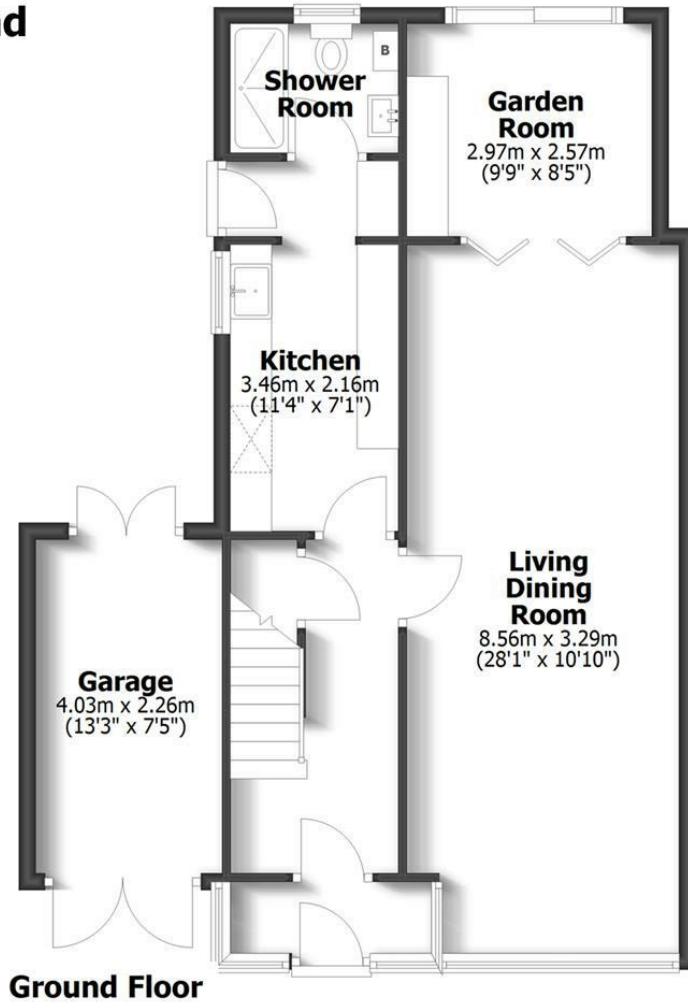 nd
Shower
Room
B
Garden
Room
2.97m x 2.57m
(9'9" x 8'5")
Kitchen
3.46m x 2.16m
(11'4" x 7'1")
Living
Dining
Room
8.56m x 3.29m
(28'1" x 10'10")
Garage
4.03m x 2.26m
(13'3" x 7'5")
Ground Floor